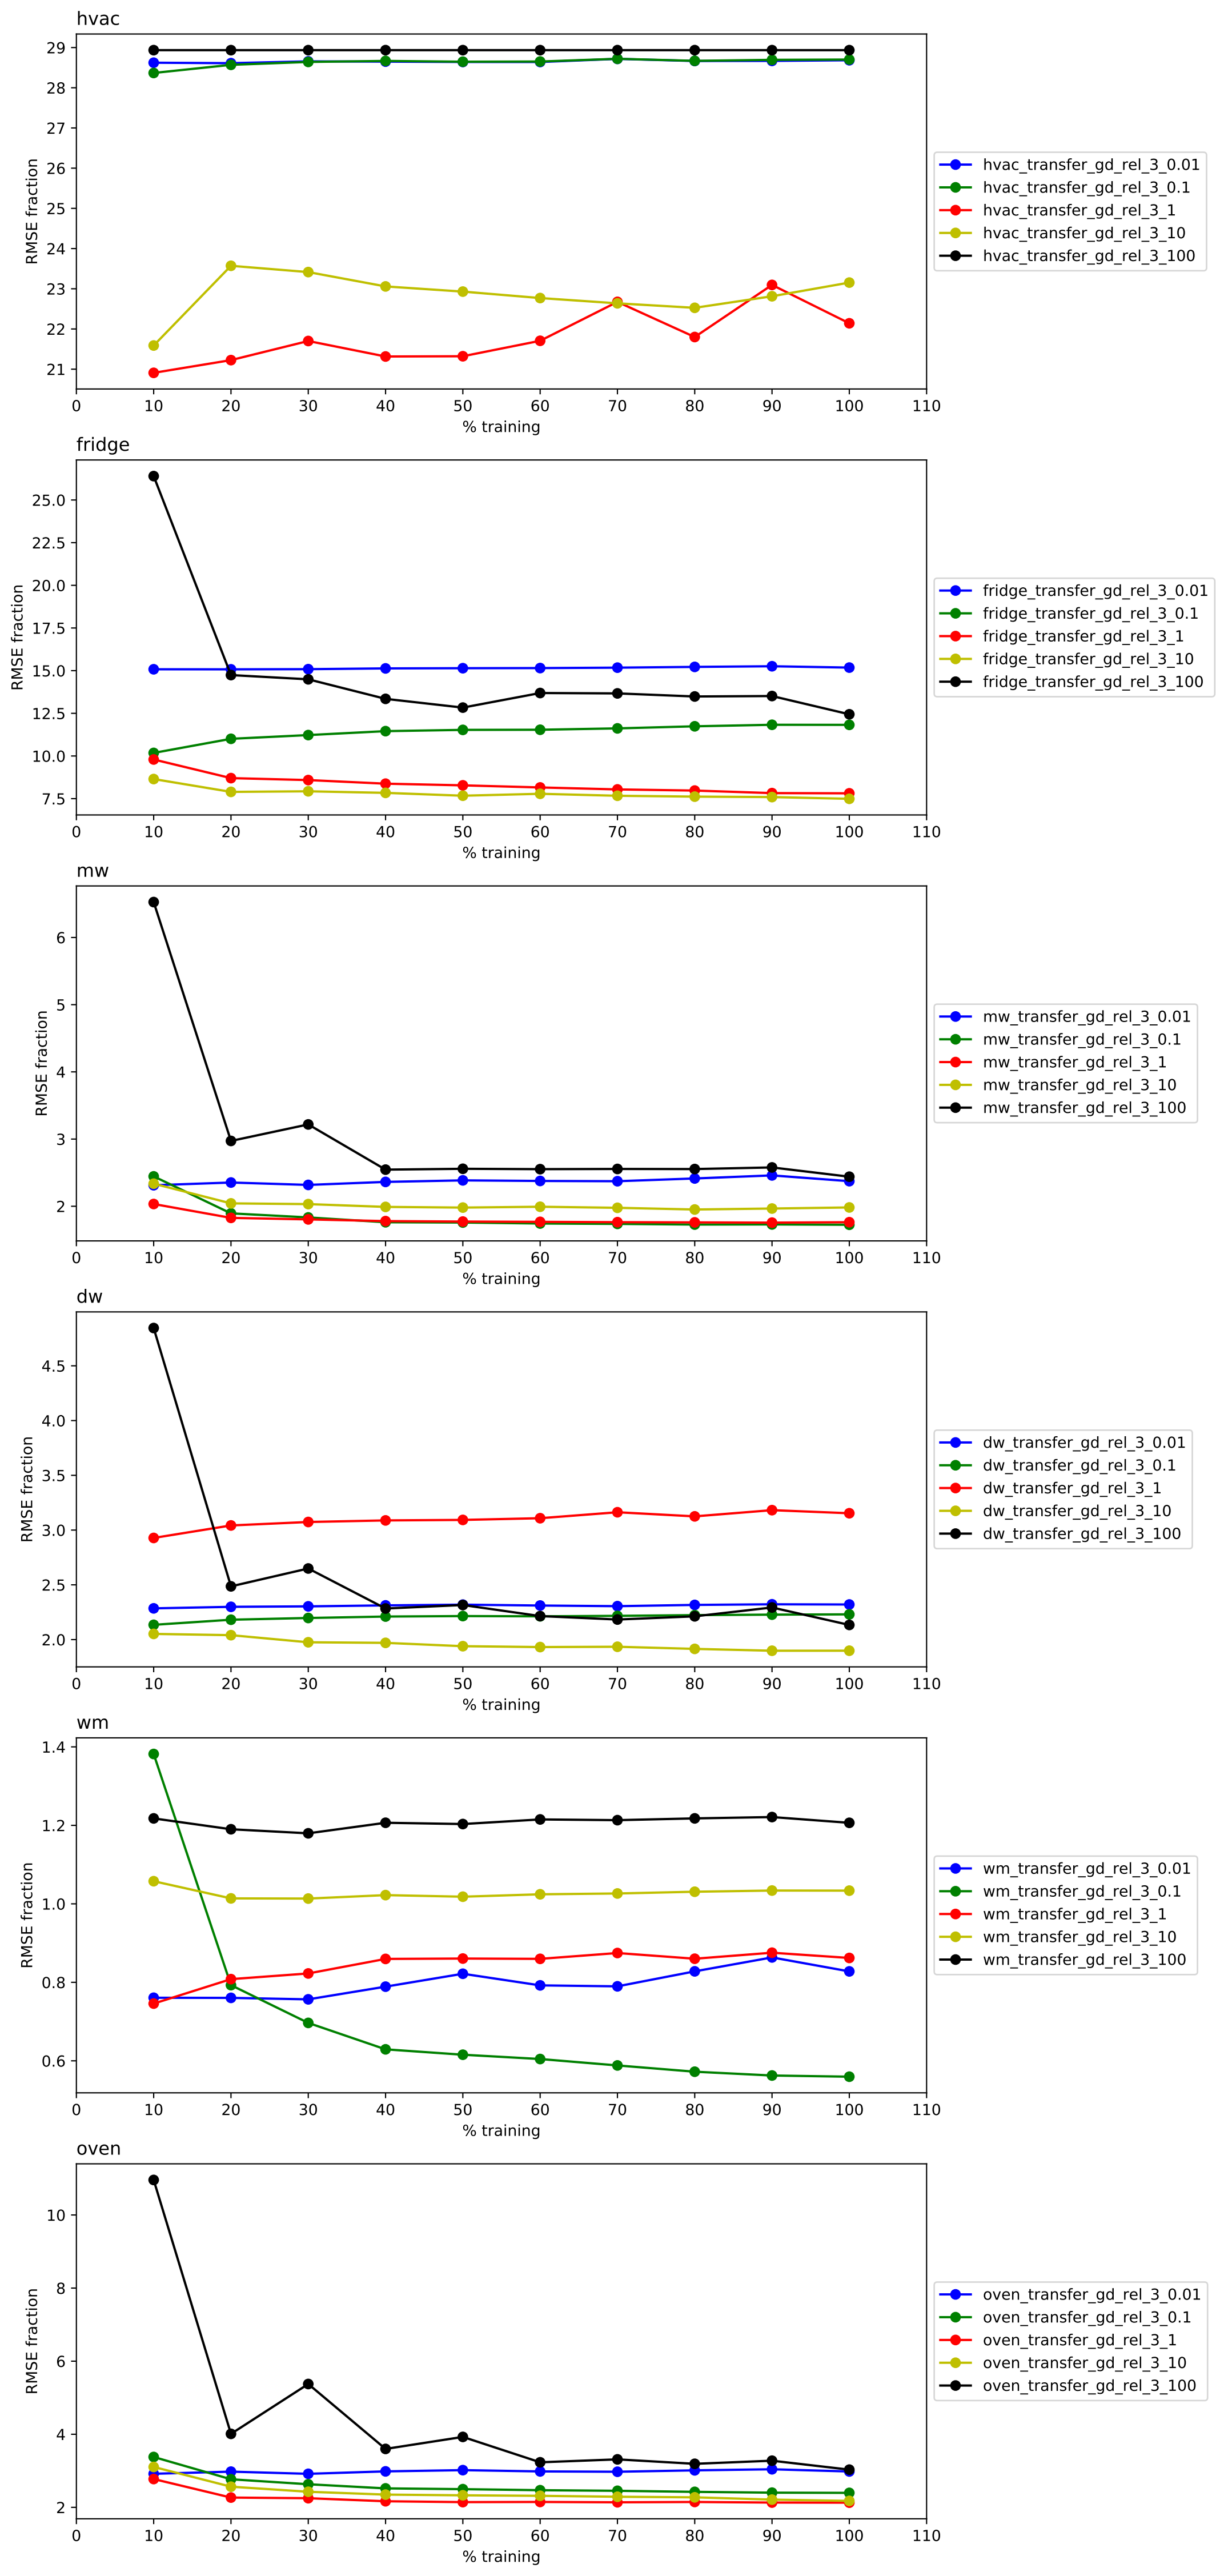 hvac
29
28
27
26
25
24
23
22
21
RMSE fraction
0 10 20 30 40 50 60 70 80 90 100 110
% training
hvac_transfer_gd_rel_3_0.01
hvac_transfer_gd_rel_3_0.1
hvac_transfer_gd_rel_3_1
hvac_transfer_gd_rel_3_10
hvac_transfer_gd_rel_3_100
fridge
25.0
22.5
20.0
17.5
15.0
12.5
10.0
7.5
RMSE fraction
0 10 20 30 40 50 60 70 80 90 100 110
% training
fridge_transfer_gd_rel_3_0.01
fridge_transfer_gd_rel_3_0.1
fridge_transfer_gd_rel_3_1
fridge_transfer_gd_rel_3_10
fridge_transfer_gd_rel_3_100
mw
6
5
4
3
2
RMSE fraction
0 10 20 30 40 50 60 70 80 90 100 110
% training
mw_transfer_gd_rel_3_0.01
mw_transfer_gd_rel_3_0.1
mw_transfer_gd_rel_3_1
mw_transfer_gd_rel_3_10
mw_transfer_gd_rel_3_100
dw
4.5
4.0
3.5
3.0
2.5
2.0
RMSE fraction
0 10 20 30 40 50 60 70 80 90 100 110
% training
dw_transfer_gd_rel_3_0.01
dw_transfer_gd_rel_3_0.1
dw_transfer_gd_rel_3_1
dw_transfer_gd_rel_3_10
dw_transfer_gd_rel_3_100
wm
1.4
1.2
1.0
0.8
0.6
RMSE fraction
0 10 20 30 40 50 60 70 80 90 100 110
% training
wm_transfer_gd_rel_3_0.01
wm_transfer_gd_rel_3_0.1
wm_transfer_gd_rel_3_1
wm_transfer_gd_rel_3_10
wm_transfer_gd_rel_3_100
oven
10
8
6
4
2
RMSE fraction
0 10 20 30 40 50 60 70 80 90 100 110
% training
oven_transfer_gd_rel_3_0.01
oven_transfer_gd_rel_3_0.1
oven_transfer_gd_rel_3_1
oven_transfer_gd_rel_3_10
oven_transfer_gd_rel_3_100